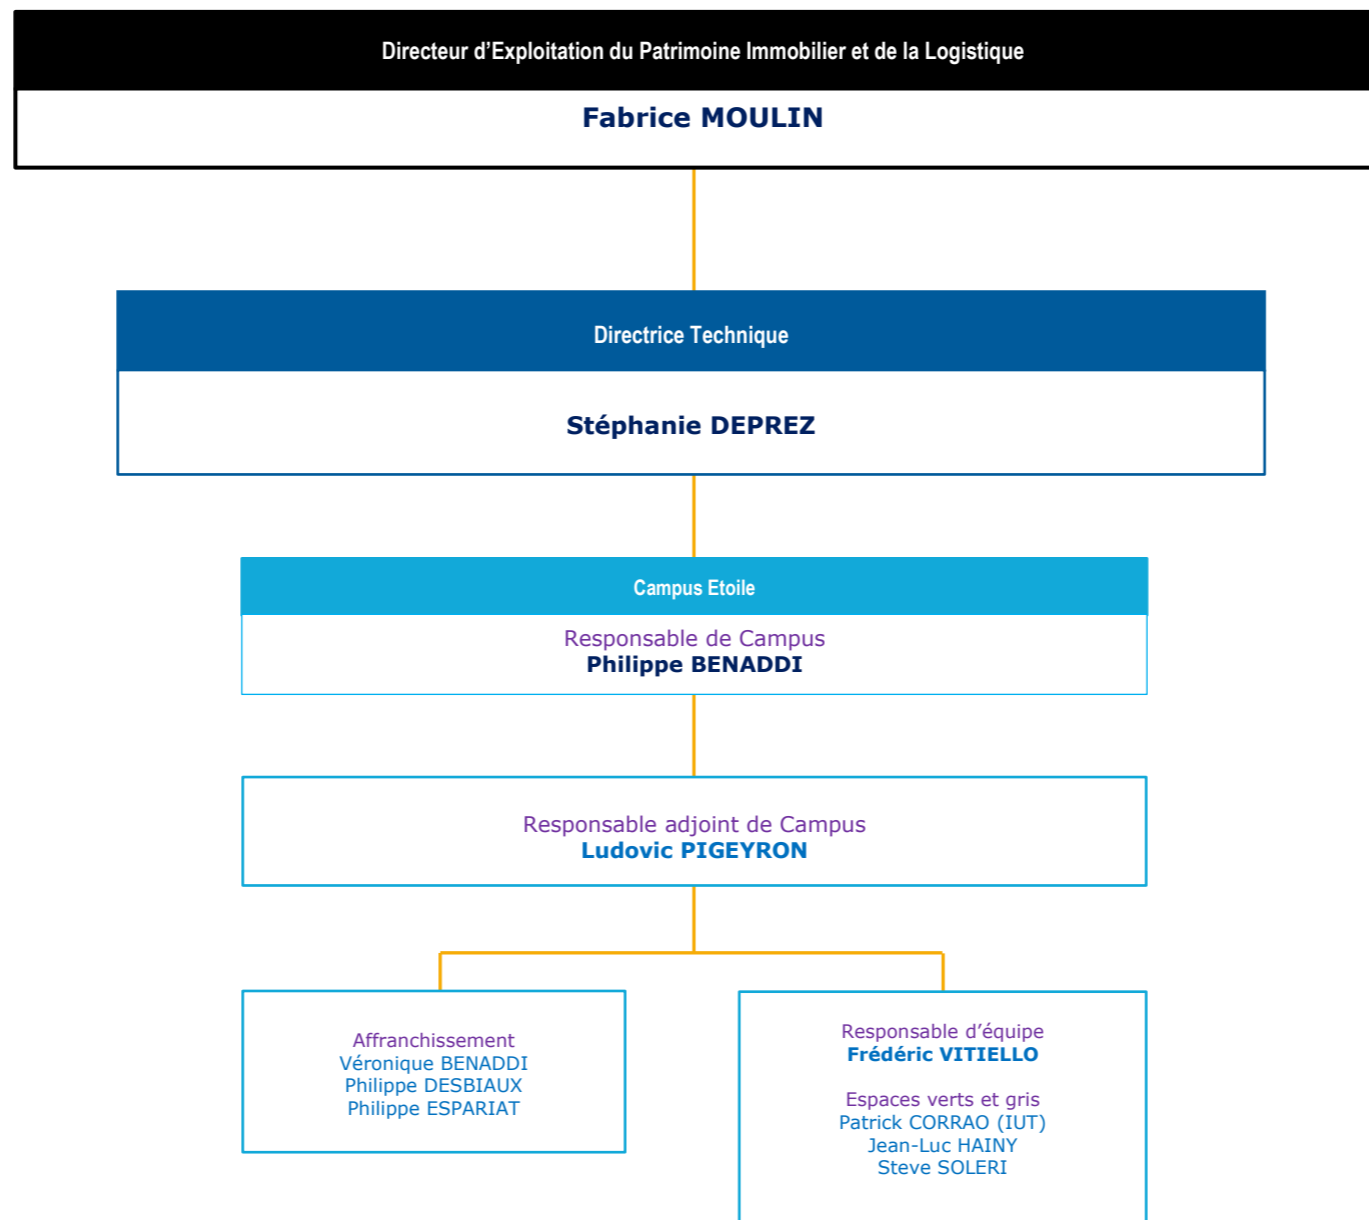 Directeur d’Exploitation du Patrimoine Immobilier et de la Logistique
Fabrice MOULIN
Directrice Technique
Stéphanie DEPREZ
Campus Etoile
Responsable de Campus
Philippe BENADDI
Responsable adjoint de Campus
Ludovic PIGEYRON
Affranchissement
Véronique BENADDI
Philippe DESBIAUX
Philippe ESPARIAT
Responsable d’équipe
Frédéric VITIELLO
Espaces verts et gris
Patrick CORRAO (IUT)
Jean-Luc HAINY
Steve SOLERI